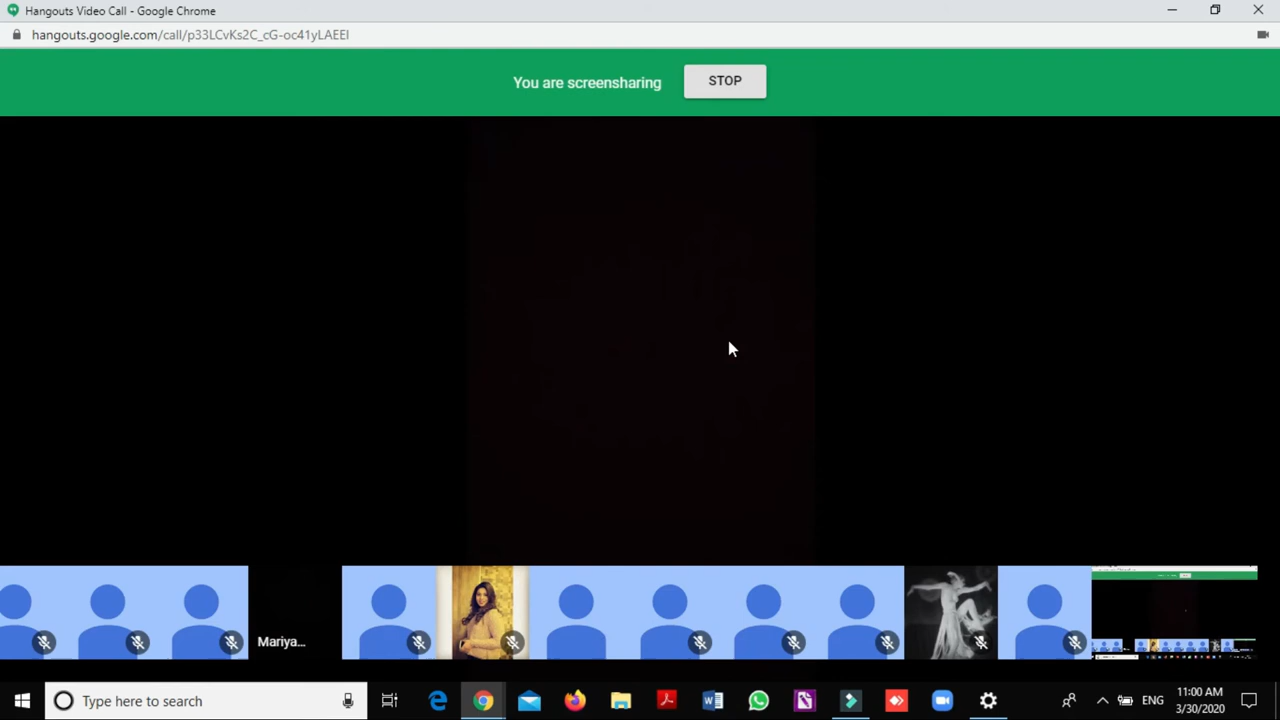 Hangouts Video Call - Google Chrome
hangouts.google.com/call/p33LCvKs2C_cG-oc41yLAEEI
You are screensharing STOP
Mariya...
Type here to search
ENG
11:00 AM
3/30/2020